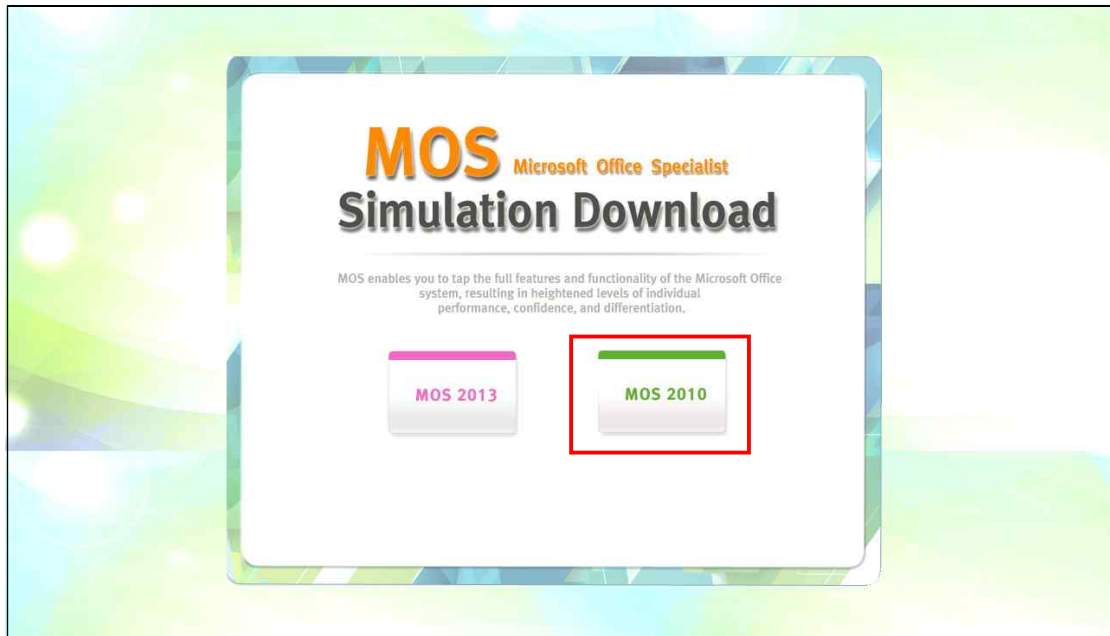 MOS Microsoft Office Specialist
Simulation Download
MOS enables you to tap the full features and functionality of the Microsoft Office
system, resulting in heightened levels of individual
performance, confidence, and differentiation.
MOS 2013
MOS 2010